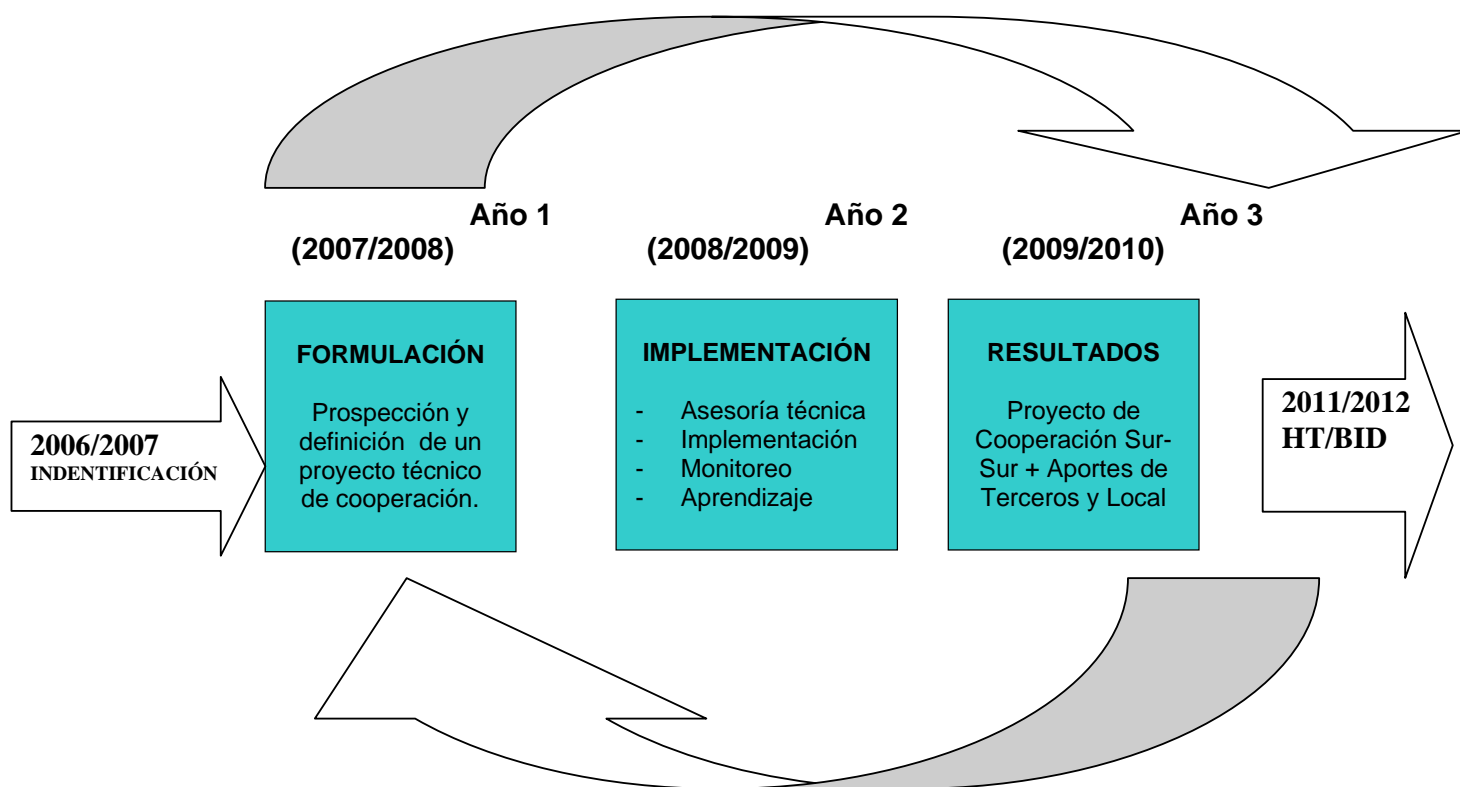 Año 1
(2007/2008)
Año 2
(2008/2009)
Año 3
(2009/2010)
2006/2007
INDENTIFICACIÓN
FORMULACIÓN
Prospección y
definición de un
proyecto técnico
de cooperación.
IMPLEMENTACIÓN
- Asesoría técnica
- Implementación
- Monitoreo
- Aprendizaje
RESULTADOS
Proyecto de
Cooperación Sur-
Sur + Aportes de
Terceros y Local
2011/2012
HT/BID